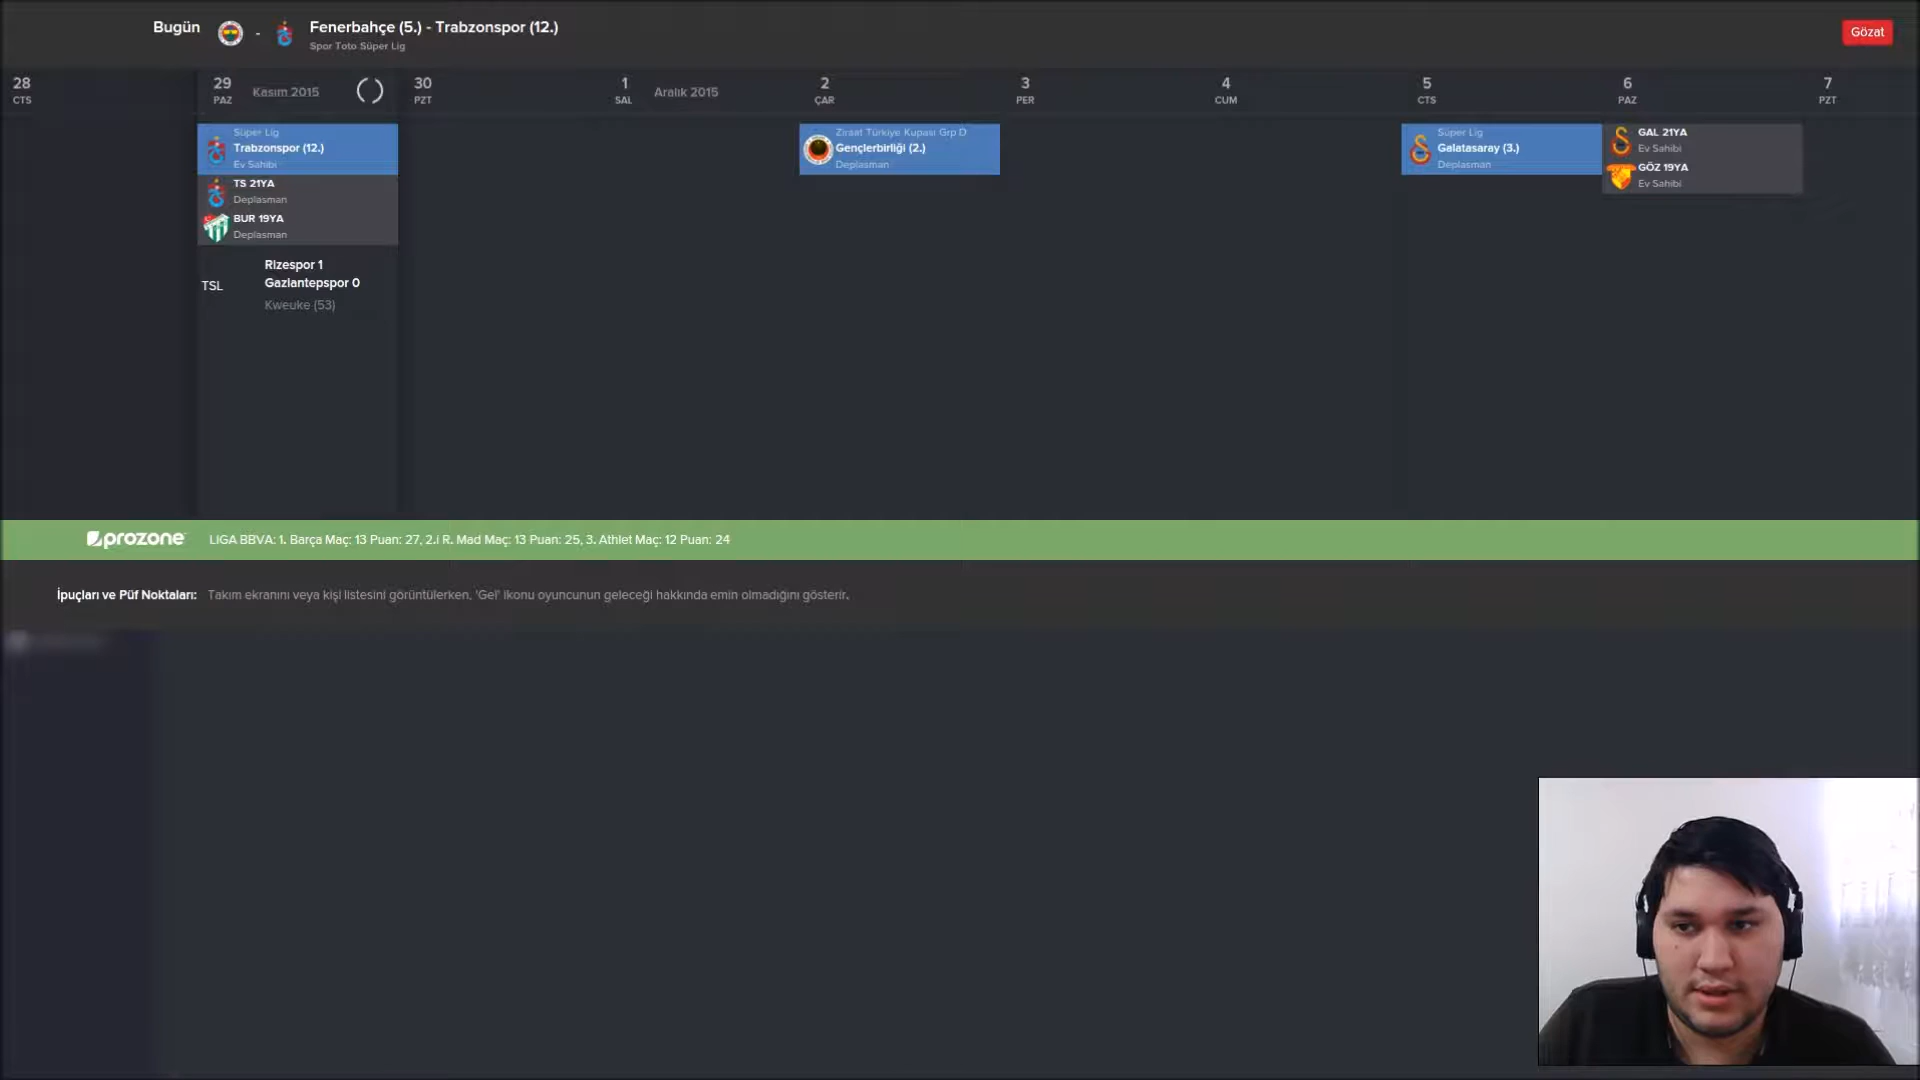 Bugün - Fenerbahçe (5.) - Trabzonspor (12.)
Spor Toto Süper Lig
Gözat
28
CTS
29
PAZ
Kasım 2015
30
PZT
1
SAL
Aralık 2015
2
ÇAR
3
PER
4
CUM
5
CTS
6
PAZ
7
PZT
Süper Lig
Trabzonspor (12.)
Ev Sahibi
TS 21YA
Deplasman
BUR 19YA
Deplasman
TSL
Rizespor 1
Gaziantepspor 0
Kweuke (53)
Ziraat Türkiye Kupası Grp D
Gençlerbirliği (2.)
Deplasman
Süper Lig
Galatasaray (3.)
Deplasman
GAL 21YA
Ev Sahibi
GÖZ 19YA
Ev Sahibi
prozone LIGA BBVA: 1. Barça Maç: 13 Puan: 27, 2.i R. Mad Maç: 13 Puan: 25, 3. Athlet Maç: 12 Puan: 24
İpuçları ve Püf Noktaları: Takım ekranını veya kişi listesini görüntülerken, 'Gel' ikonu oyuncunun geleceği hakkında emin olmadığını gösterir.